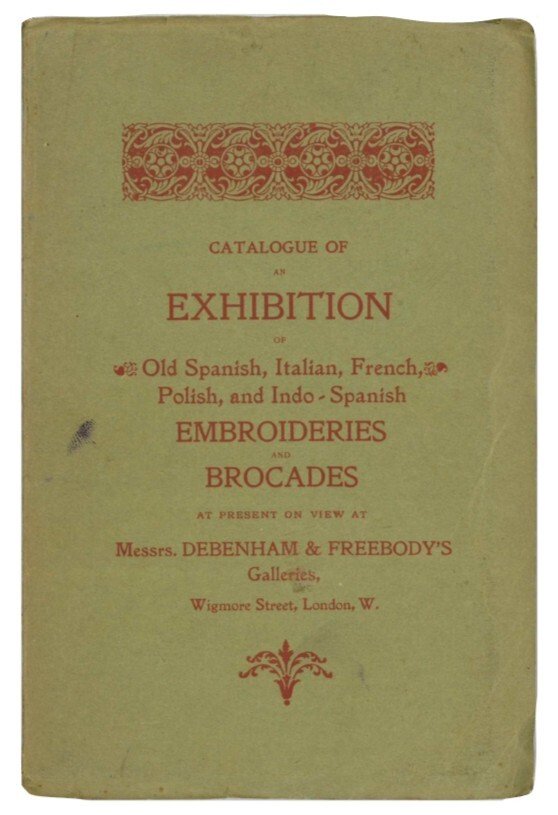 CATALOGUE OF
AN
EXHIBITION
OF
Old Spanish, Italian, French,
Polish, and Indo-Spanish
EMBROIDERIES
AND
BROCADES
AT PRESENT ON VIEW AT
Messrs. DEBENHAM & FREEBODY'S
Galleries,
Wigmore Street, London, W.